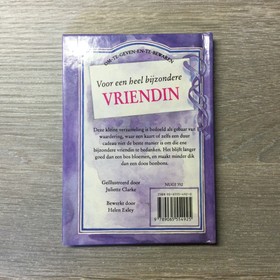 OM-TE-GEVEN-EN-TE-BEWAREN
Voor een heel bijzondere
VRIENDIN
Deze kleine verzameling is bedoeld als gebaar van
waardering, want een kaart of zelfs een duur
cadeau niet de beste manier is om die ene
bijzondere vriendin te bedanken. Het blijft langer
goed dan een bos bloemen, en maakt minder dik
dan een doos bonbons.
Geïllustreerd door
Juliette Clarke
Bewerkt door
Helen Exley